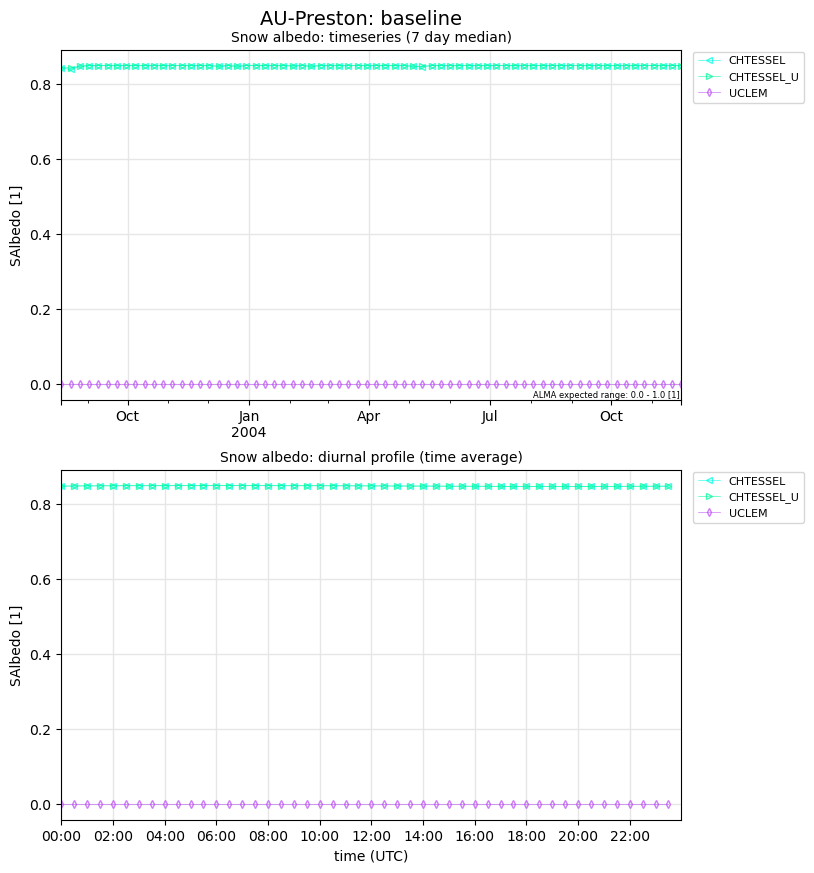 AU-Preston: baseline
Snow albedo: timeseries (7 day median)
CHTESSEL
CHTESSEL_U
UCLEM
0.8
0.6
0.4
0.2
0.0
SAlbedo [1]
ALMA expected range: 0.0 - 1.0 [1]
Oct Jan Apr Jul Oct
2004
Snow albedo: diurnal profile (time average)
CHTESSEL
CHTESSEL_U
UCLEM
0.8
0.6
0.4
0.2
0.0
SAlbedo [1]
00:00 02:00 04:00 06:00 08:00 10:00 12:00 14:00 16:00 18:00 20:00 22:00
time (UTC)